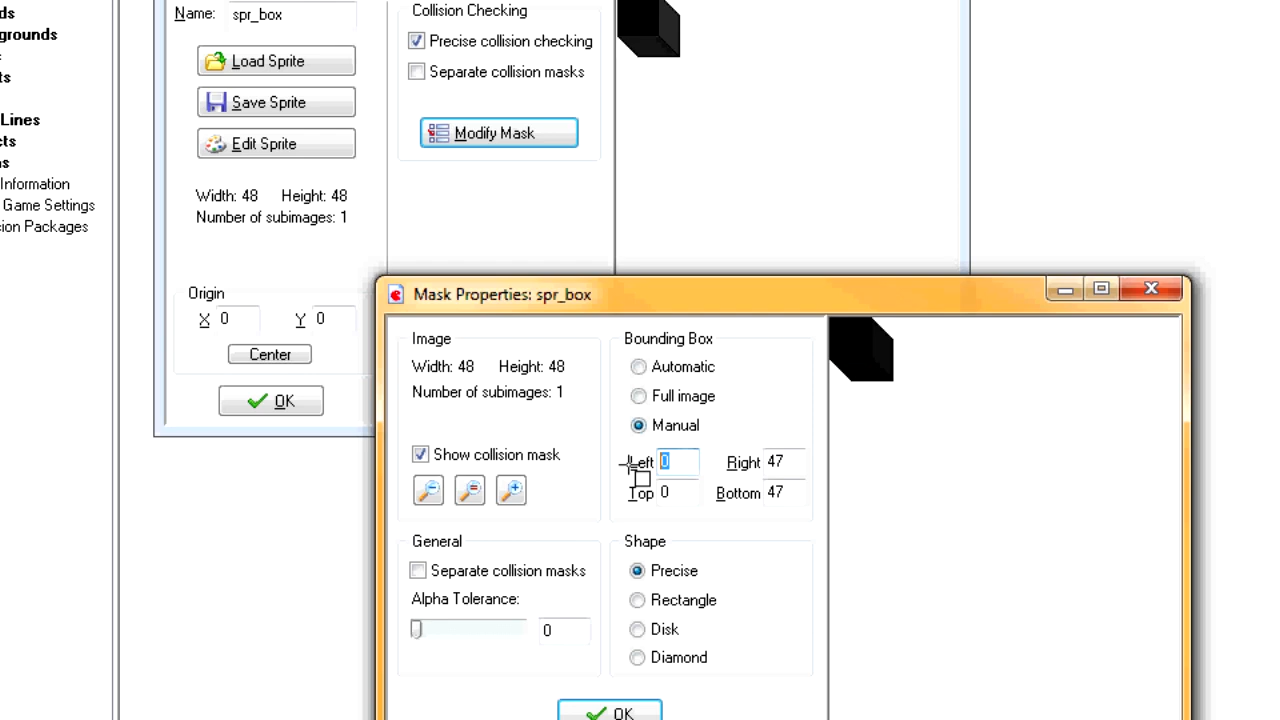 ds
grounds
ts
Lines
cts
ns
Information
Game Settings
ion Packages
Name: spr_box
Load Sprite
Save Sprite
Edit Sprite
Width: 48 Height: 48
Number of subimages: 1
Origin
X 0 Y 0
Center
OK
Collision Checking
Precise collision checking
Separate collision masks
Modify Mask
Mask Properties: spr_box
Image
Width: 48 Height: 48
Number of subimages: 1
Show collision mask
General
Separate collision masks
Alpha Tolerance:
0
Bounding Box
Automatic
Full image
Manual
Left 0 Right 47
Top 0 Bottom 47
Shape
Precise
Rectangle
Disk
Diamond
OK